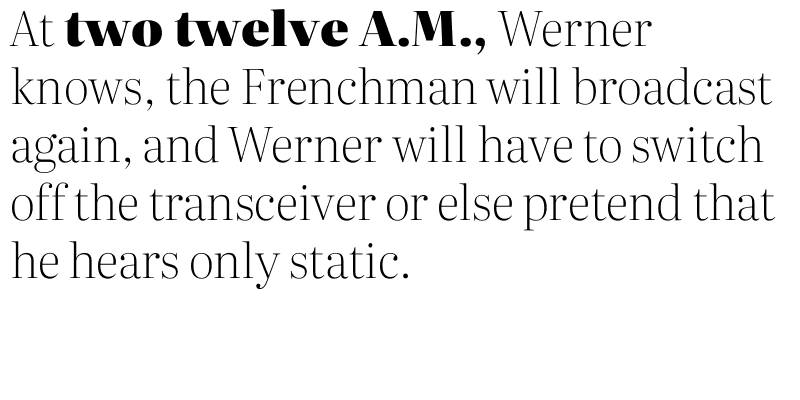 At two twelve A.M., Werner
knows, the Frenchman will broadcast
again, and Werner will have to switch
off the transceiver or else pretend that
he hears only static.